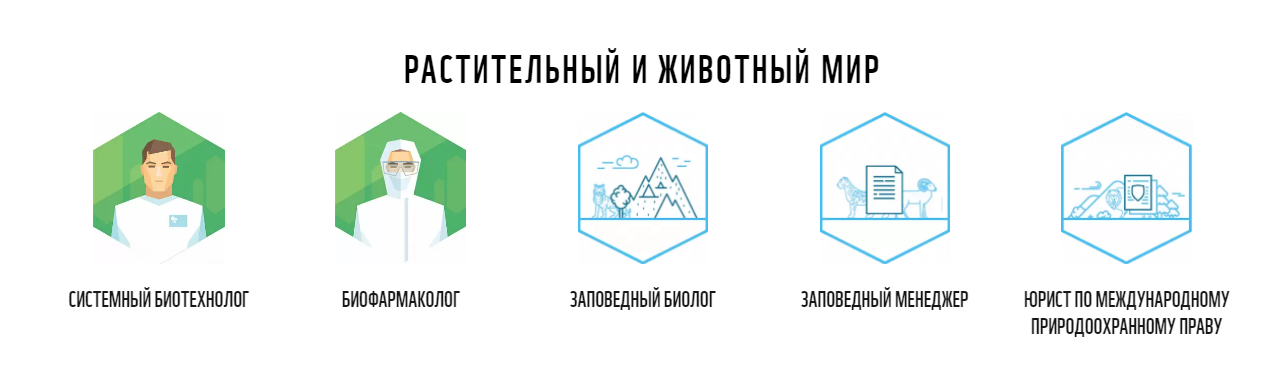 РАСТИТЕЛЬНЫЙ И ЖИВОТНЫЙ МИР
СИСТЕМНЫЙ БИОТЕХНОЛОГ
БИОФАРМАКОЛОГ
ЗАПОВЕДНЫЙ БИОЛОГ
ЗАПОВЕДНЫЙ МЕНЕДЖЕР
ЮРИСТ ПО МЕЖДУНАРОДНОМУ
ПРИРОДООХРАННОМУ ПРАВУ